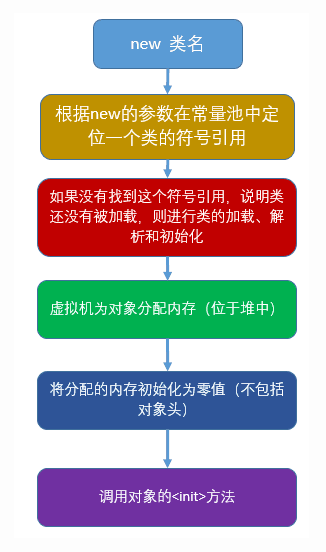 new 类名
根据new的参数在常量池中定
位一个类的符号引用
如果没有找到这个符号引用，说明类
还没有被加载，则进行类的加载、解
析和初始化
虚拟机为对象分配内存（位于堆中）
将分配的内存初始化为零值（不包括
对象头）
调用对象的<init>方法